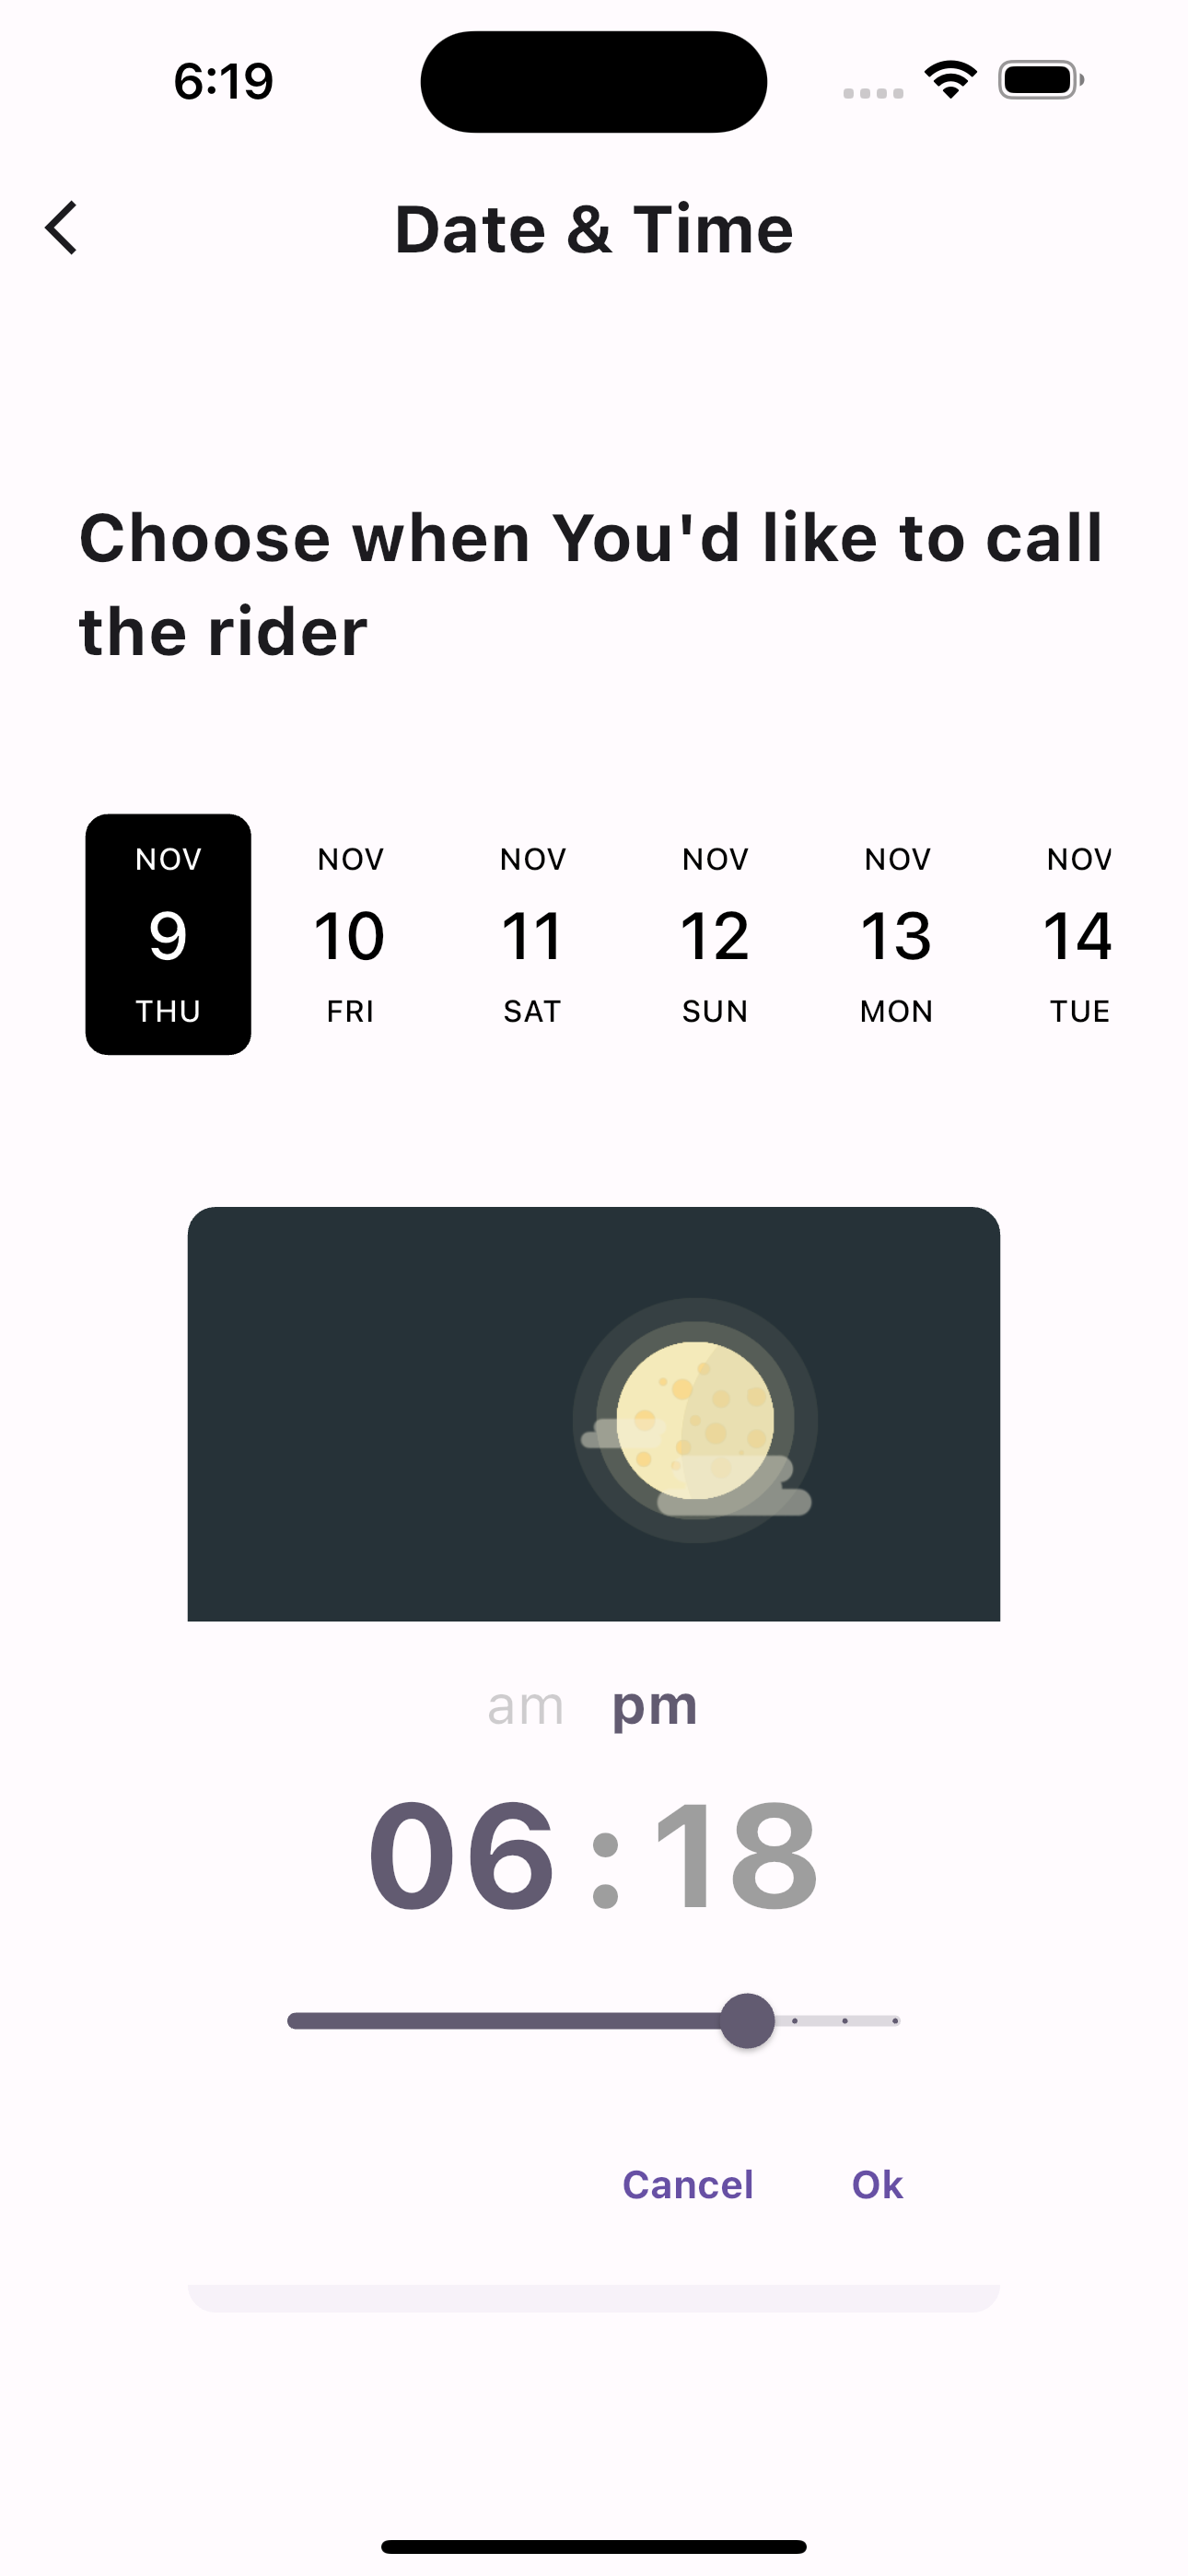 6:19
Date & Time
Choose when You'd like to call
the rider
NOV NOV NOV NOV NOV NOV
9 10 11 12 13 14
THU FRI SAT SUN MON TUE
am pm
06:18
Cancel Ok